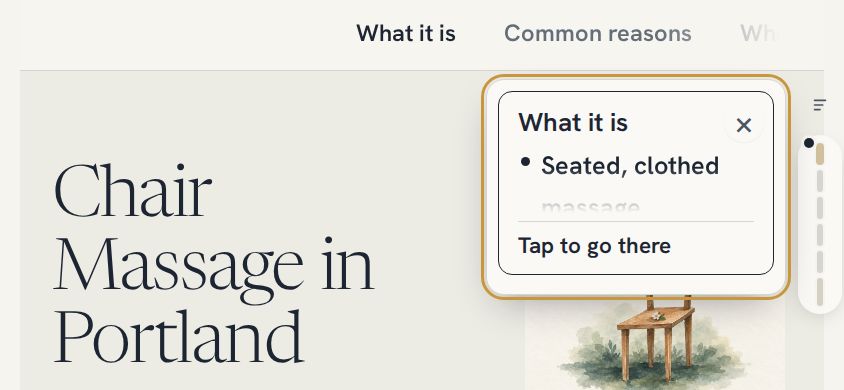 What it is Common reasons
What it is
Seated, clothed
massage
Tap to go there
Chair
Massage in
Portland